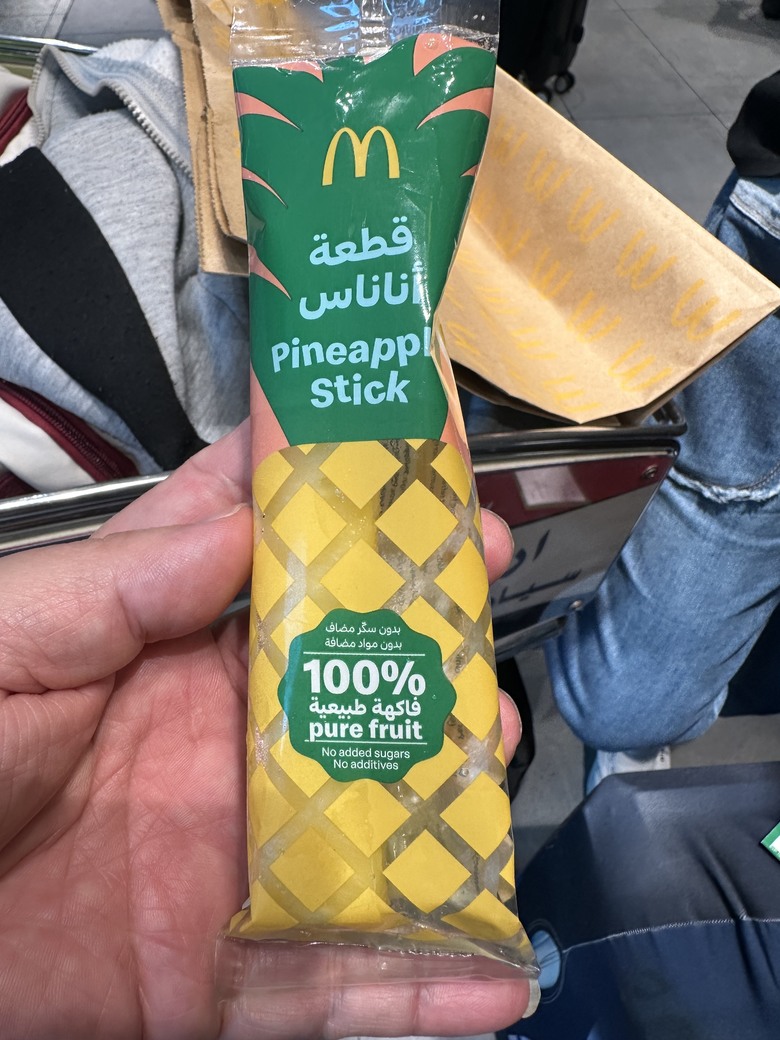 قطعة
أناناس
Pineappl
Stick
بدون سكّر مضاف
بدون مواد مضافة
100%
فاكهة طبيعية
pure fruit
No added sugars
No additives